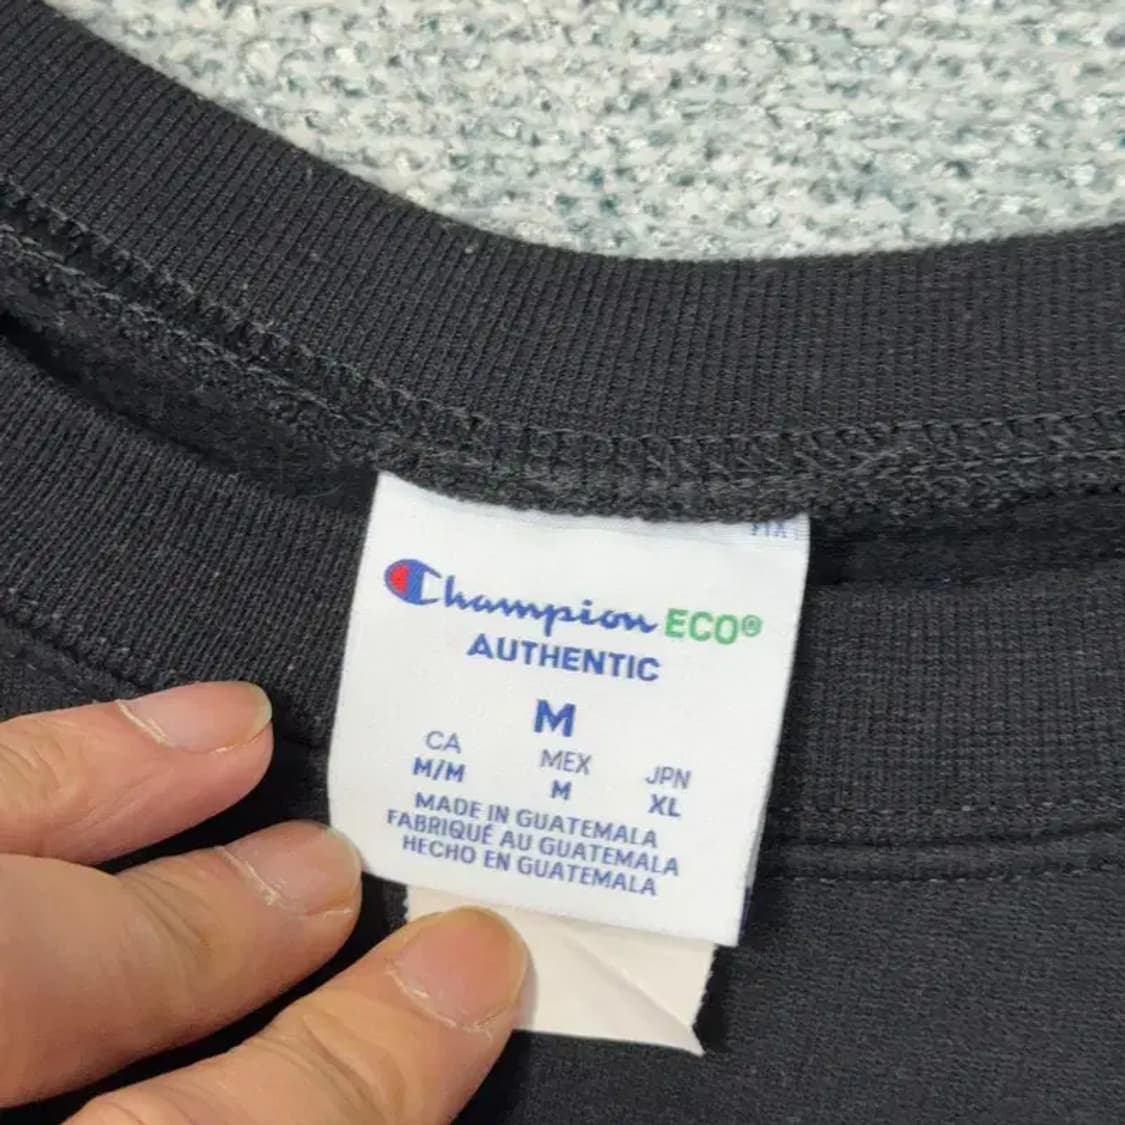 Champion ECO®
AUTHENTIC
M
CA MEX JPN
M/M M XL
MADE IN GUATEMALA
FABRIQUÉ AU GUATEMALA
HECHO EN GUATEMALA